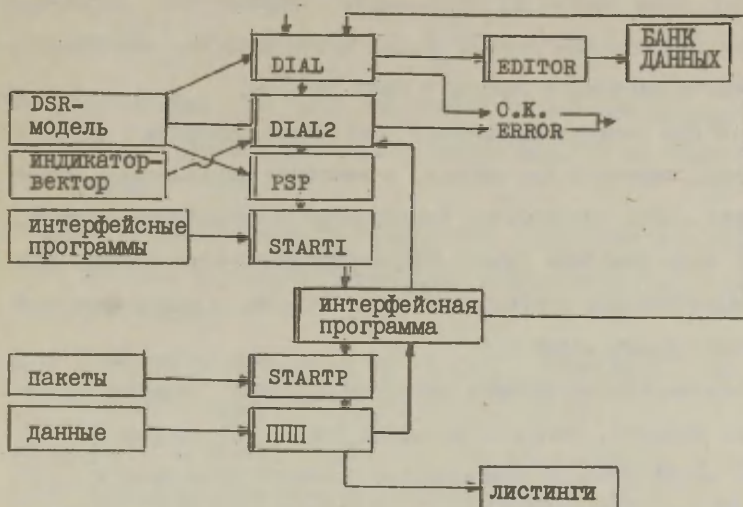 DIAL
EDITOR
БАНК
ДАННЫХ
DSR-
модель
O.K.
ERROR
DIAL2
индикатор-
вектор
PSP
интерфейсные
программы
STARTI
интерфейсная
программа
пакеты
STARTP
данные
ППП
листинги